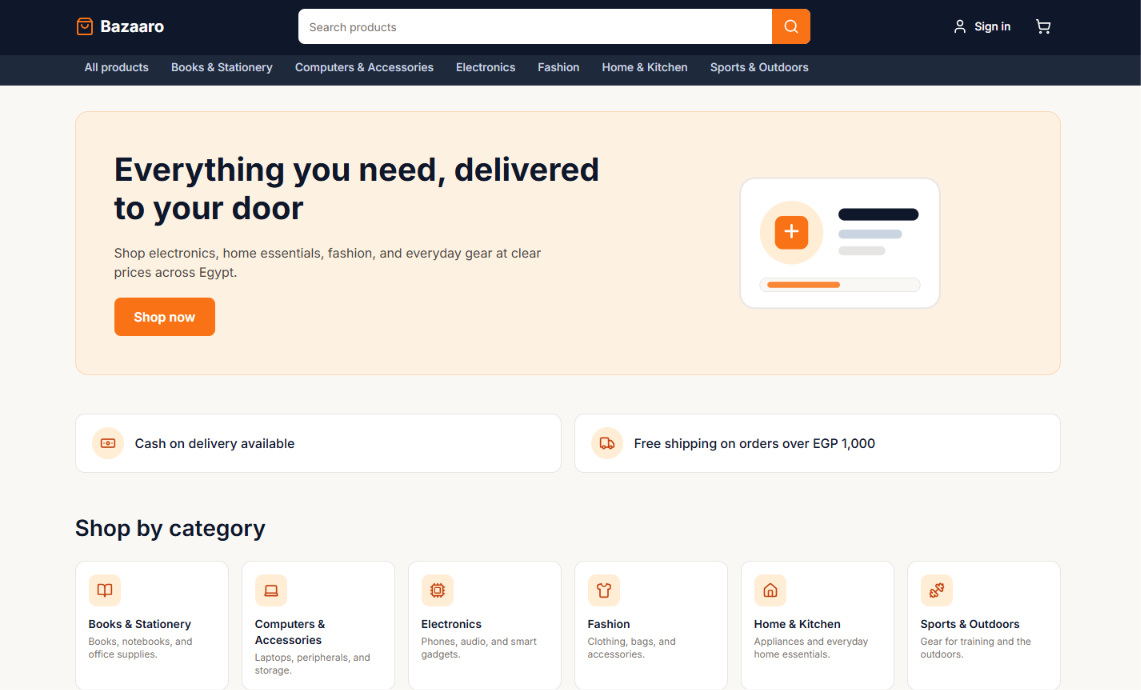 Bazaaro
Search products
Sign in
All products
Books & Stationery
Computers & Accessories
Electronics
Fashion
Home & Kitchen
Sports & Outdoors
Everything you need, delivered
to your door
Shop electronics, home essentials, fashion, and everyday gear at clear
prices across Egypt.
Shop now
Cash on delivery available
Free shipping on orders over EGP 1,000
Shop by category
Books & Stationery
Books, notebooks, and
office supplies.
Computers &
Accessories
Laptops, peripherals, and
storage.
Electronics
Phones, audio, and smart
gadgets.
Fashion
Clothing, bags, and
accessories.
Home & Kitchen
Appliances and everyday
home essentials.
Sports & Outdoors
Gear for training and the
outdoors.